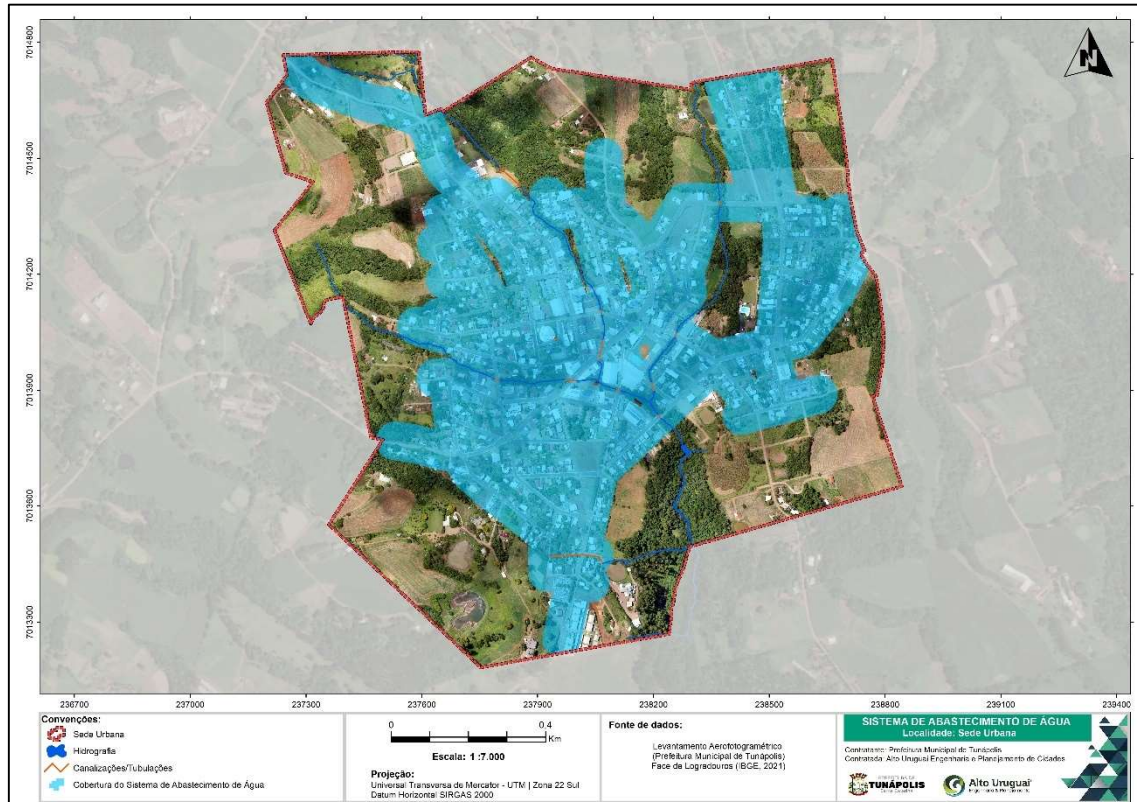 7014800
7014500
7014200
7013900
7013600
7013300
236700
237000
237300
237600
237900
238200
238500
238800
239100
239400
N
Convenções:
Sede Urbana
Hidrografia
Canalizações/Tubulações
Cobertura do Sistema de Abastecimento de Água
0
0.4
Km
Escala: 1:7.000
Projeção:
Universal Transversa de Mercator - UTM | Zona 22 Sul
Datum Horizontal SIRGAS 2000
Fonte de dados:
Levantamento Aerofotogramétrico
(Prefeitura Municipal de Tunápolis)
Face de Logradouros (IBGE, 2021)
SISTEMA DE ABASTECIMENTO DE ÁGUA
Localidade: Sede Urbana
Contratante: Prefeitura Municipal de Tunápolis
Contratada: Alto Uruguai Engenharia e Planejamento de Cidades
TUNÁPOLIS
Alto Uruguai